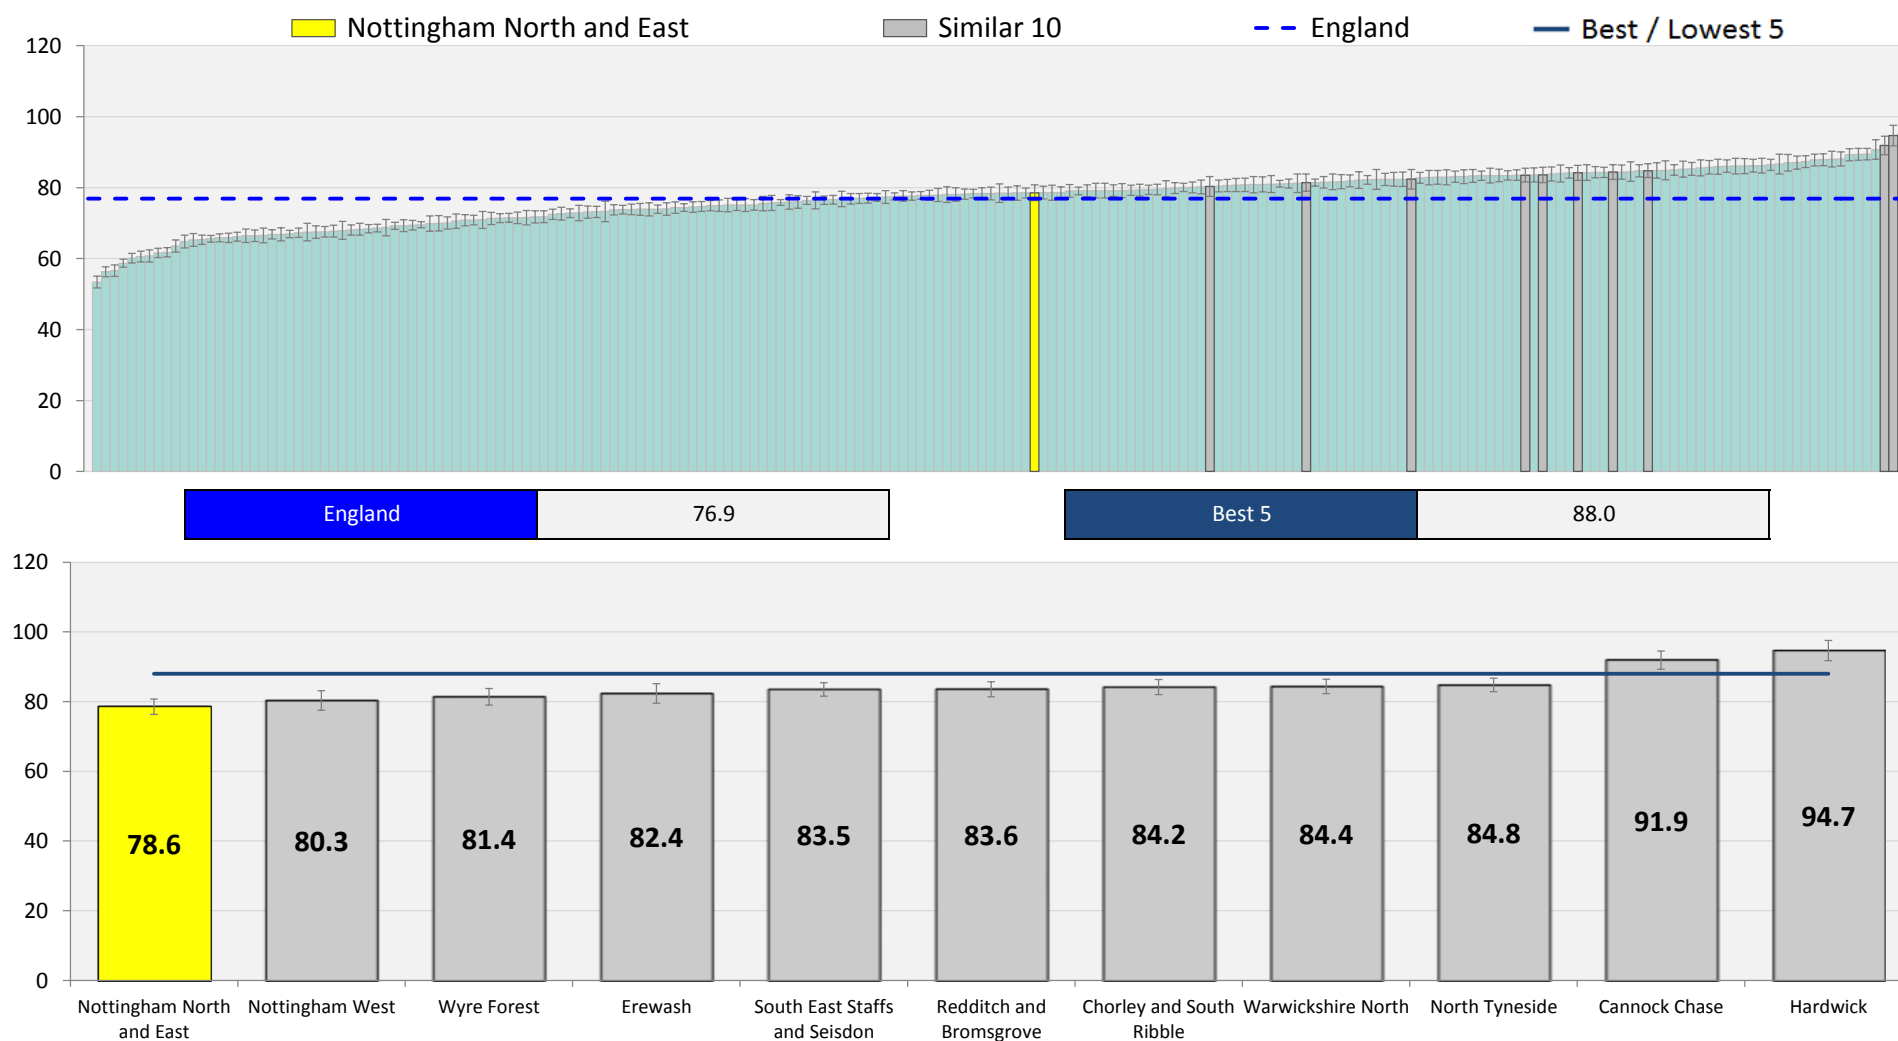 Nottingham North and East
Similar 10
England
Best / Lowest 5
120
100
80
60
40
20
0
England 76.9
Best 5 88.0
120
100
80
60
40
20
0
78.6 80.3 81.4 82.4 83.5 83.6 84.2 84.4 84.8 91.9 94.7
Nottingham North
and East
Nottingham West
Wyre Forest
Erewash
South East Staffs
and Seisdon
Redditch and
Bromsgrove
Chorley and South
Ribble
Warwickshire North
North Tyneside
Cannock Chase
Hardwick